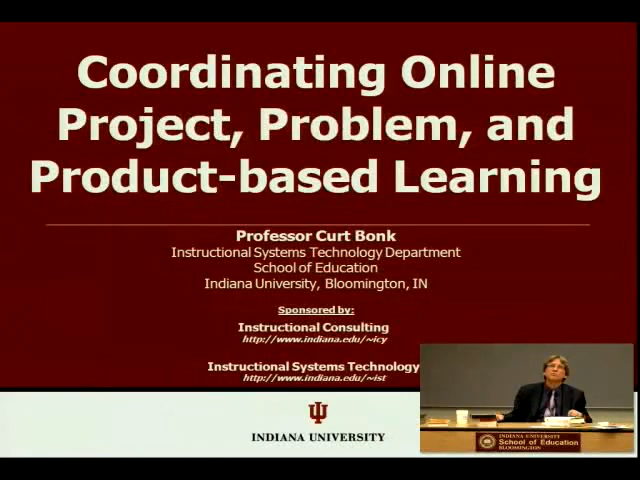 Coordinating Online
Project, Problem, and
Product-based Learning
Professor Curt Bonk
Instructional Systems Technology Department
School of Education
Indiana University, Bloomington, IN
Sponsored by:
Instructional Consulting
http://www.indiana.edu/~icy
Instructional Systems Technology
http://www.indiana.edu/~ist
INDIANA UNIVERSITY
INDIANA UNIVERSITY
School of Education
BLOOMINGTON